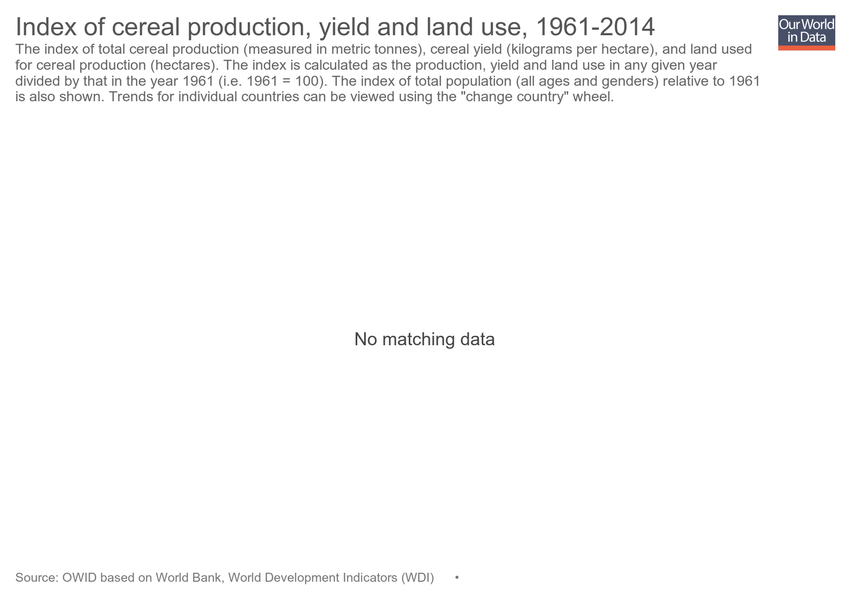 Index of cereal production, yield and land use, 1961-2014
Our World
in Data
The index of total cereal production (measured in metric tonnes), cereal yield (kilograms per hectare), and land used
for cereal production (hectares). The index is calculated as the production, yield and land use in any given year
divided by that in the year 1961 (i.e. 1961 = 100). The index of total population (all ages and genders) relative to 1961
is also shown. Trends for individual countries can be viewed using the "change country" wheel.
No matching data
Source: OWID based on World Bank, World Development Indicators (WDI) •